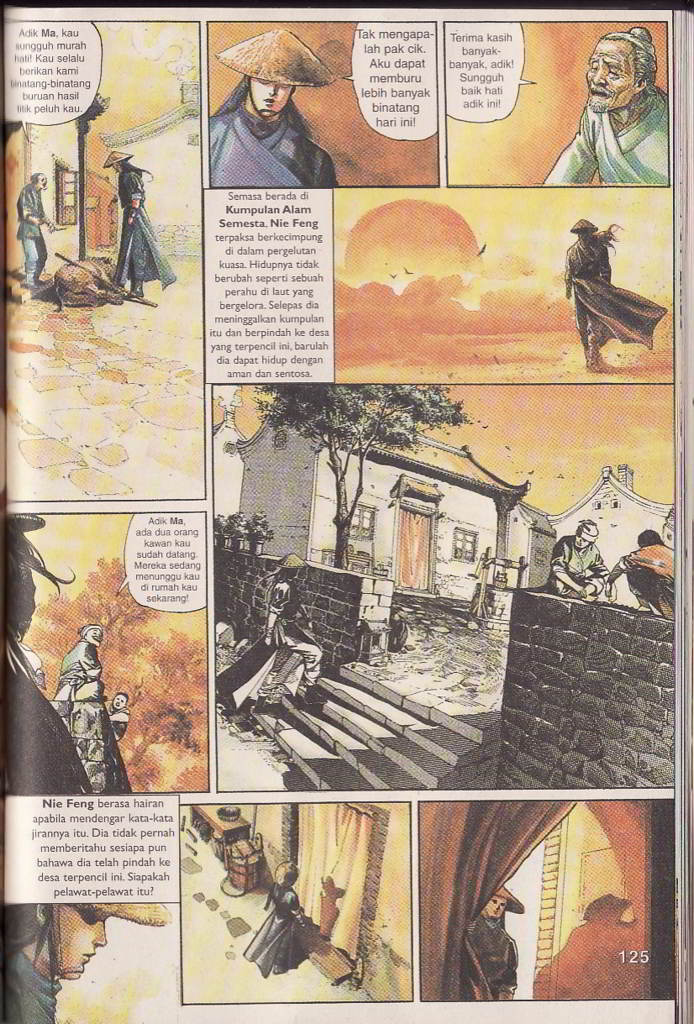 Adik Ma, kau
sungguh murah
hati! Kau selalu
berikan kami
binatang-binatang
buruan hasil
titik peluh kau.
Tak mengapa-
lah pak cik.
Aku dapat
memburu
lebih banyak
binatang
hari ini!
Terima kasih
banyak-
banyak, adik!
Sungguh
baik hati
adik ini!
Semasa berada di
Kumpulan Alam
Semesta, Nie Feng
terpaksa berkecimpung
di dalam pergelutan
kuasa. Hidupnya tidak
berubah seperti sebuah
perahu di laut yang
bergelora. Selepas dia
meninggalkan kumpulan
itu dan berpindah ke desa
yang terpencil ini, barulah
dia dapat hidup dengan
aman dan sentosa.
Adik Ma,
ada dua orang
kawan kau
sudah datang.
Mereka sedang
menunggu kau
di rumah kau
sekarang!
Nie Feng berasa hairan
apabila mendengar kata-kata
jirannya itu. Dia tidak pernah
memberitahu sesiapa pun
bahawa dia telah pindah ke
desa terpencil ini. Siapakah
pelawat-pelawat itu?
125